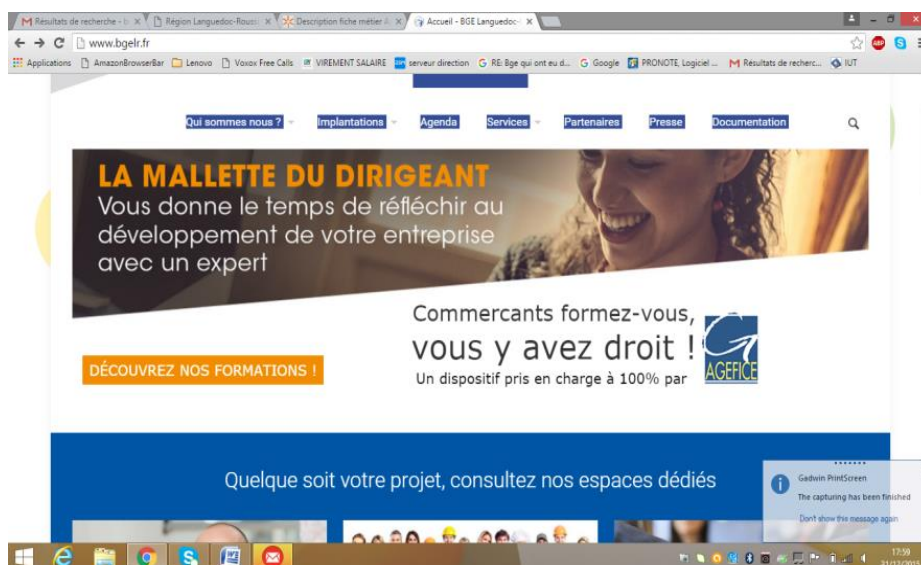 Résultats de recherche - b
Région Languedoc-Roussi
Description fiche métier A
Accueil - BGE Languedoc-
www.bgelr.fr
ABP
Applications
AmazonBrowserBar
Lenovo
Voxox Free Calls
VIREMENT SALAIRE
serveur direction
RE: Bge qui ont eu d...
Google
PRONOTE, Logiciel ...
Résultats de recherc...
IUT
Qui sommes nous ?
Implantations
Agenda
Services
Partenaires
Presse
Documentation
LA MALLETTE DU DIRIGEANT
Vous donne le temps de réfléchir au
développement de votre entreprise
avec un expert
Commercants formez-vous,
vous y avez droit !
Un dispositif pris en charge à 100% par
AGEFICE
DÉCOUVREZ NOS FORMATIONS !
Quelque soit votre projet, consultez nos espaces dédiés
Gadwin PrintScreen
The capturing has been finished
Don't show this message again
17:59